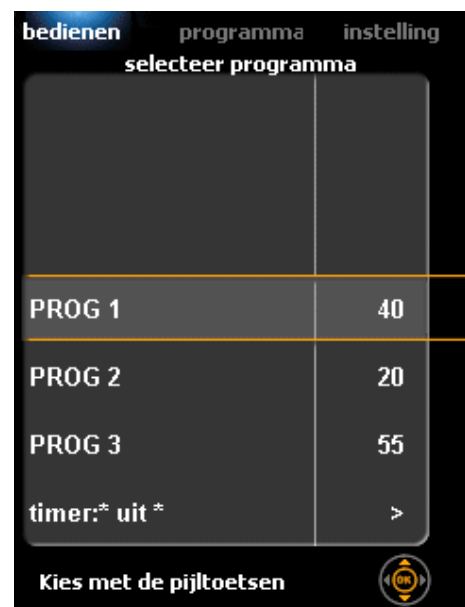 bedienen programma instelling
selecteer programma
PROG 1 40
PROG 2 20
PROG 3 55
timer:* uit * >
Kies met de pijltoetsen OK